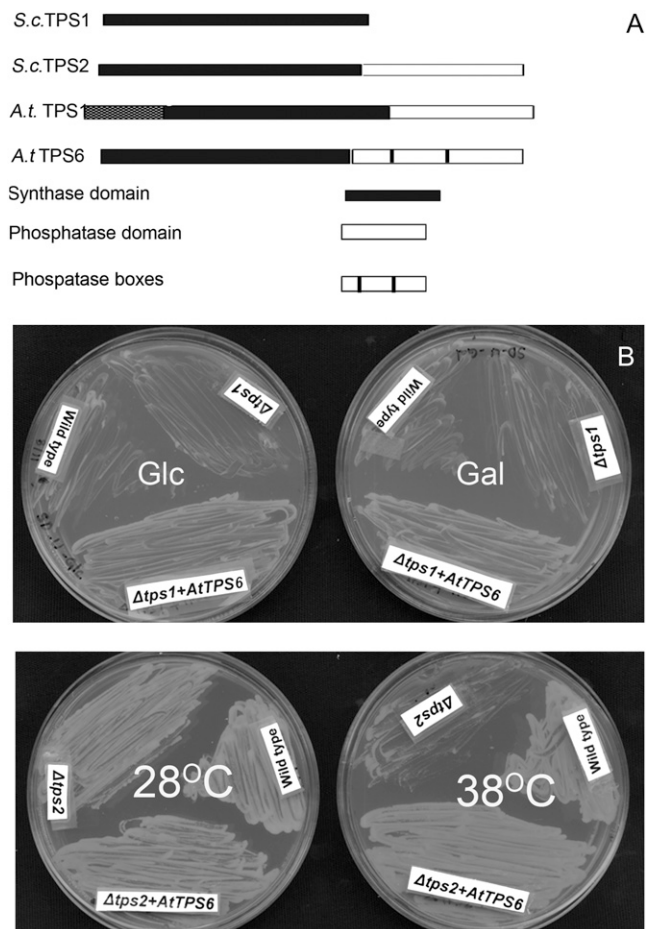 S.c.TPS1
A
S.c.TPS2
A.t. TPS1
A.t TPS6
Synthase domain
Phosphatase domain
Phospatase boxes
B
Wild type
Δtps1
Glc
Δtps1+AtTPS6
Wild type
Δtps1
Gal
Δtps1+AtTPS6
Δtps2
28°C
Wild type
Δtps2+AtTPS6
Δtps2
38°C
Wild type
Δtps2+AtTPS6